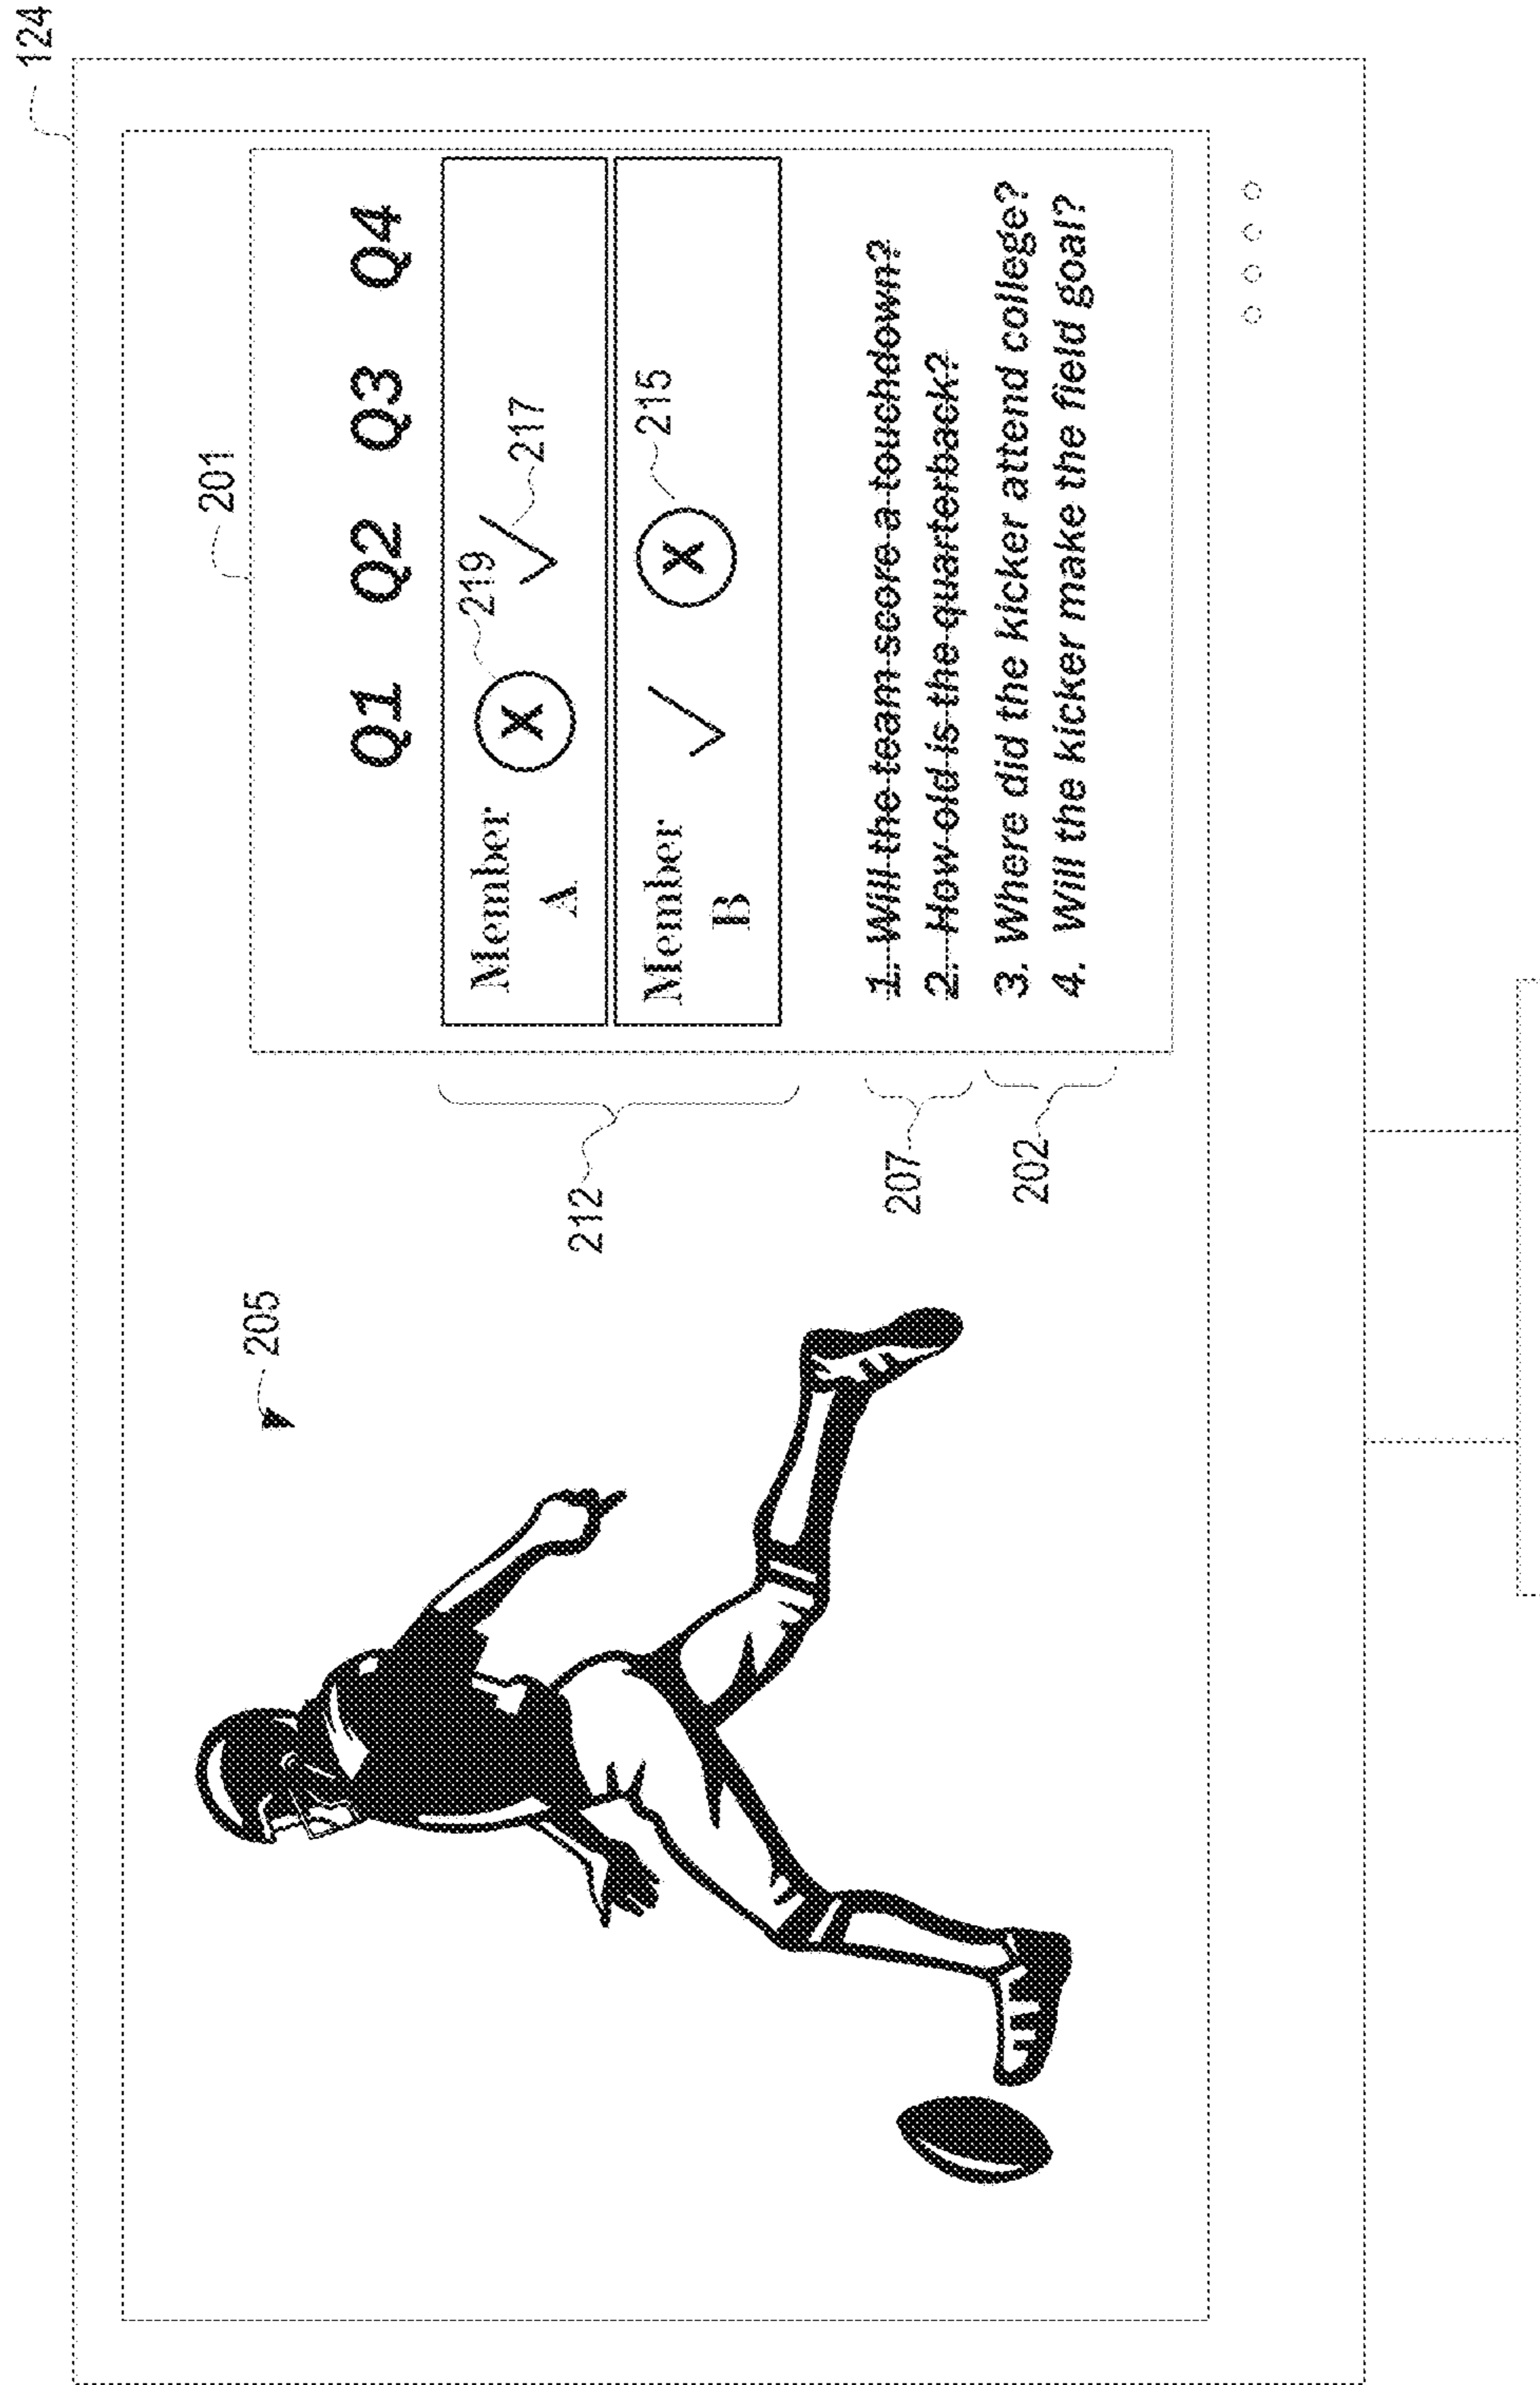 124
201
Q1 Q2 Q3 Q4
Member A
219
217
Member B
215
1. Will the team score a touchdown?
2. How old is the quarterback?
3. Where did the kicker attend college?
4. Will the kicker make the field goal?
205
212
207
202